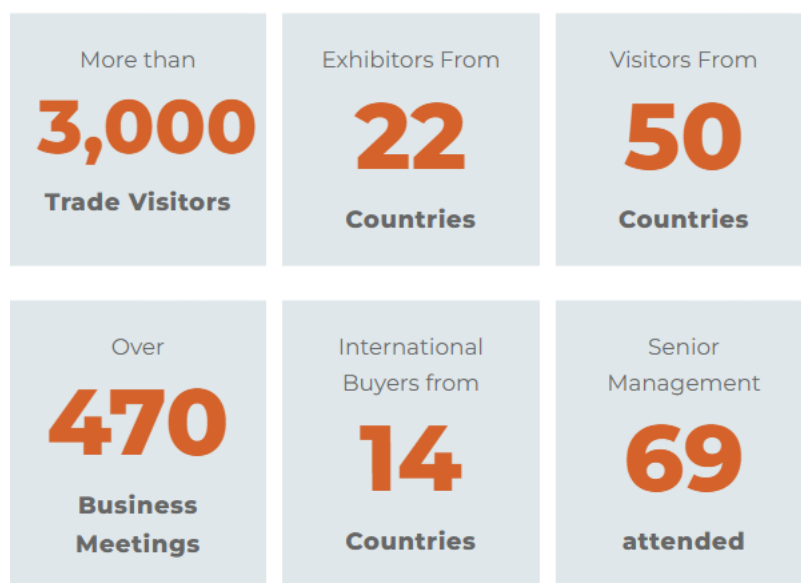 More than
3,000
Trade Visitors
Exhibitors From
22
Countries
Visitors From
50
Countries
Over
470
Business
Meetings
International
Buyers from
14
Countries
Senior
Management
69
attended